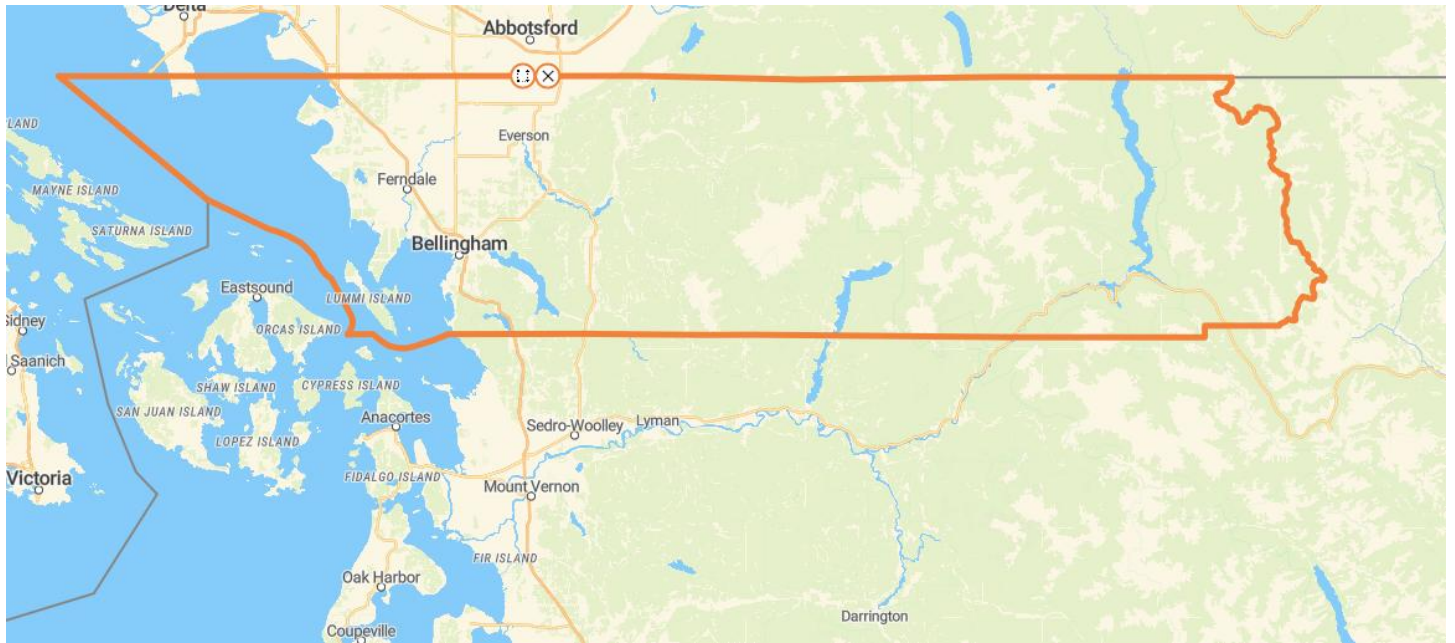 Delta
Abbotsford
Everson
LAND
Ferndale
MAYNE ISLAND
SATURNA ISLAND
Bellingham
Eastsound
LUMMI ISLAND
Sidney
ORCAS ISLAND
Saanich
SHAW ISLAND
CYPRESS ISLAND
SAN JUAN ISLAND
Anacortes
Lyman
Sedro-Woolley
LOPEZ ISLAND
Victoria
FIDALGO ISLAND
Mount Vernon
FIR ISLAND
Oak Harbor
Darrington
Coupeville